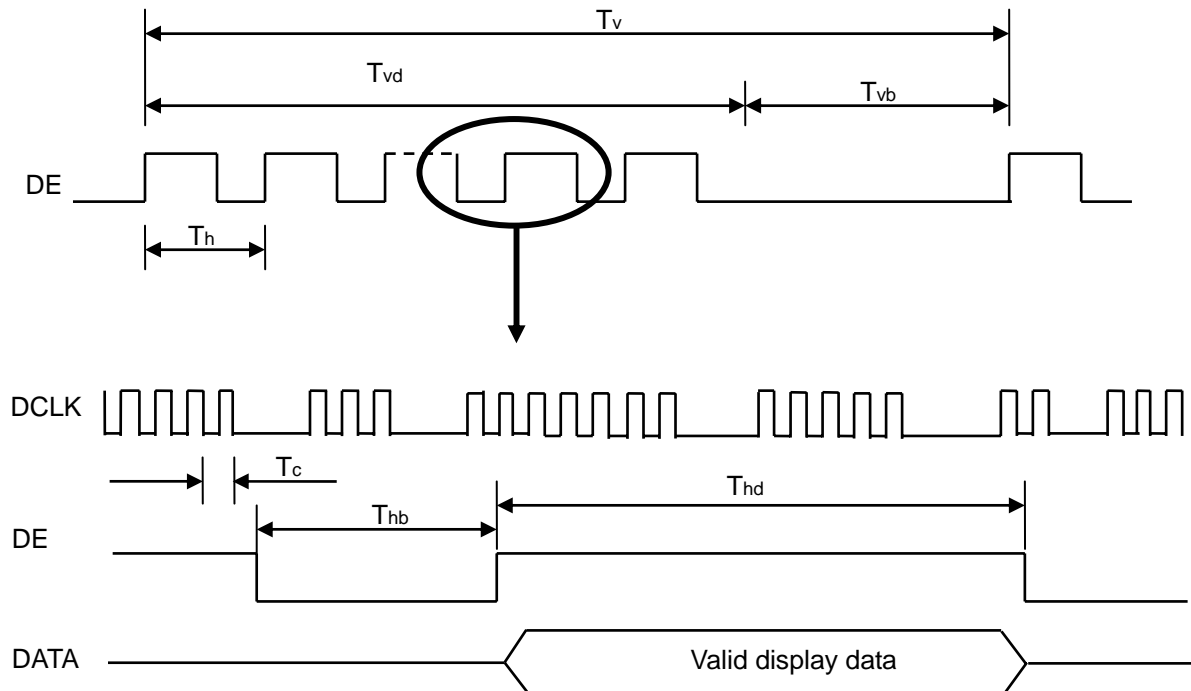 Tv
Tvd
Tvb
DE
Th
DCLK
Tc
Thd
Thb
DE
DATA
Valid display data